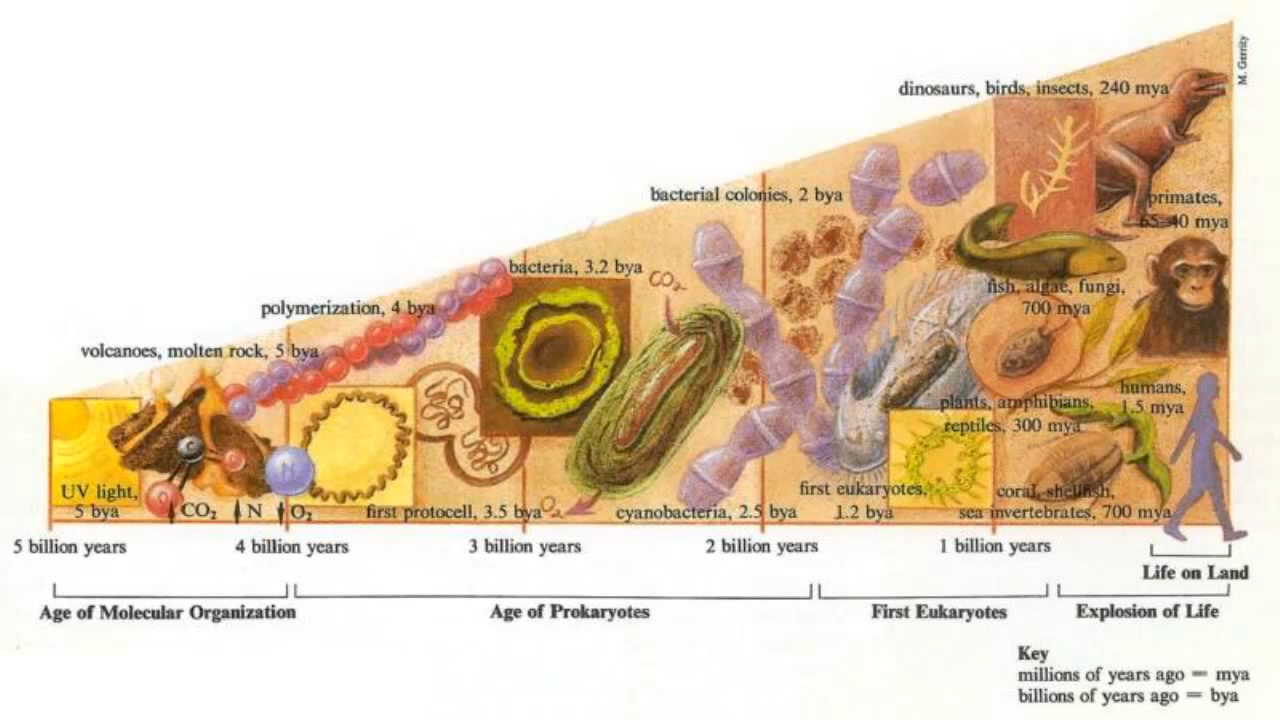 M. Gerrity
dinosaurs, birds, insects, 240 mya
bacterial colonies, 2 bya
primates,
65–40 mya
bacteria, 3.2 bya
CO₂
fish, algae, fungi,
700 mya
polymerization, 4 bya
volcanoes, molten rock, 5 bya
humans,
1.5 mya
plants, amphibians,
reptiles, 300 mya
N
UV light,
5 bya
CO₂
N
O₂
first protocell, 3.5 bya
O₂
cyanobacteria, 2.5 bya
first eukaryotes,
1.2 bya
coral, shellfish,
sea invertebrates, 700 mya
5 billion years
4 billion years
3 billion years
2 billion years
1 billion years
Life on Land
Age of Molecular Organization
Age of Prokaryotes
First Eukaryotes
Explosion of Life
Key
millions of years ago = mya
billions of years ago = bya